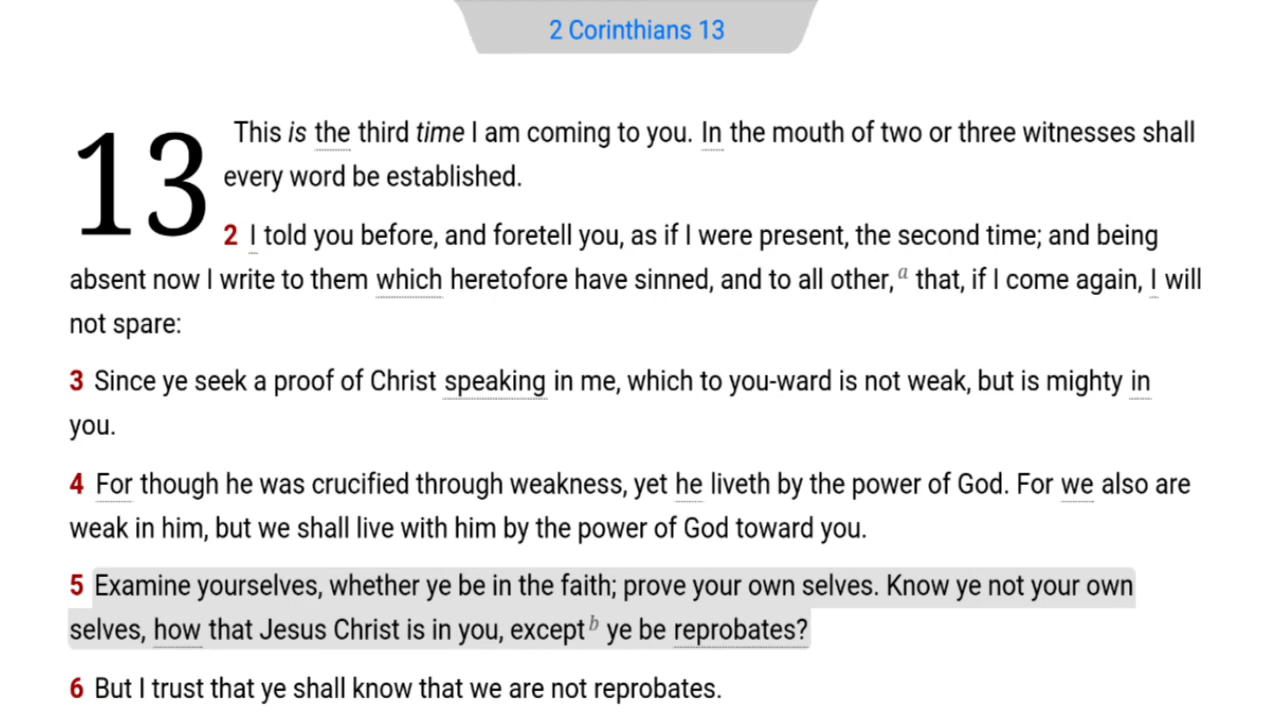 2 Corinthians 13
13 This is the third time I am coming to you. In the mouth of two or three witnesses shall
every word be established.
2 I told you before, and foretell you, as if I were present, the second time; and being
absent now I write to them which heretofore have sinned, and to all other, a that, if I come again, I will
not spare:
3 Since ye seek a proof of Christ speaking in me, which to you-ward is not weak, but is mighty in
you.
4 For though he was crucified through weakness, yet he liveth by the power of God. For we also are
weak in him, but we shall live with him by the power of God toward you.
5 Examine yourselves, whether ye be in the faith; prove your own selves. Know ye not your own
selves, how that Jesus Christ is in you, except b ye be reprobates?
6 But I trust that ye shall know that we are not reprobates.